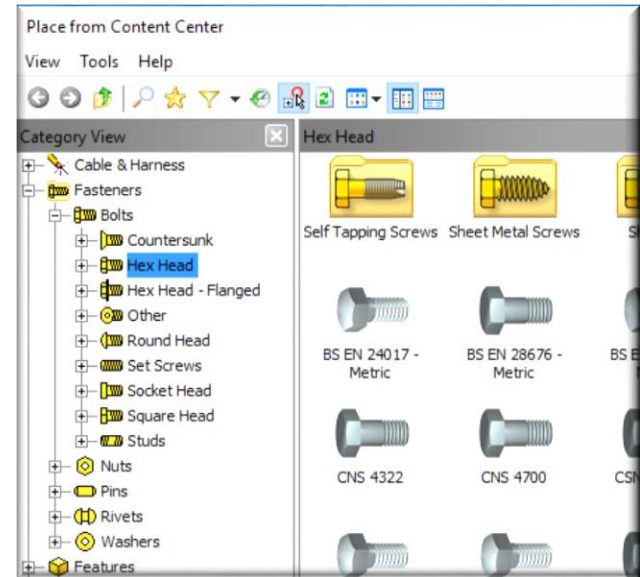 Place from Content Center
View Tools Help
Category View
Cable & Harness
Fasteners
Bolts
Countersunk
Hex Head
Hex Head - Flanged
Other
Round Head
Set Screws
Socket Head
Square Head
Studs
Nuts
Pins
Rivets
Washers
Features
Hex Head
Self Tapping Screws Sheet Metal Screws
BS EN 24017 - BS EN 28676 - BS E
Metric Metric
CNS 4322 CNS 4700 CSN